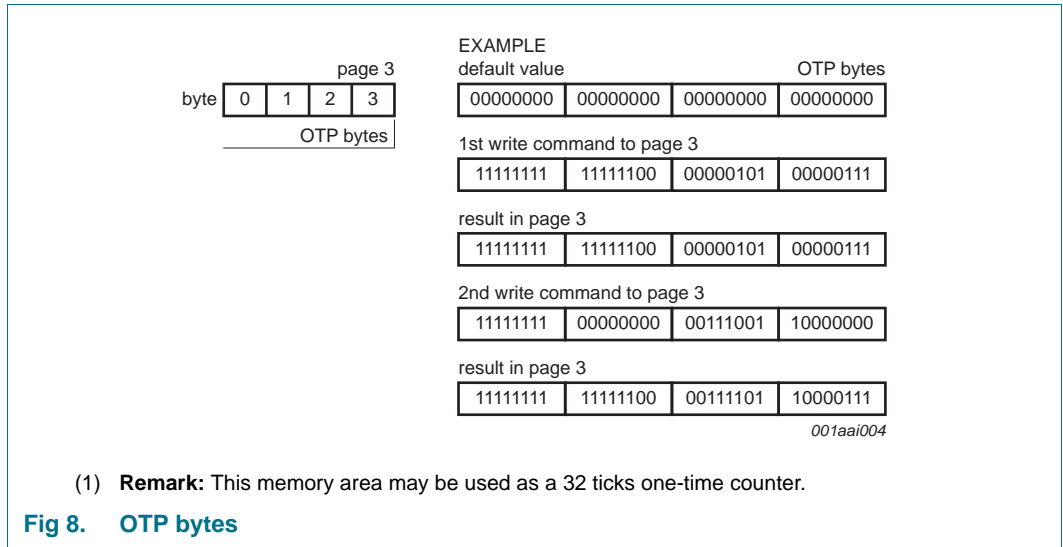 page 3
byte 0 1 2 3
OTP bytes
EXAMPLE
default value OTP bytes
00000000 00000000 00000000 00000000
1st write command to page 3
11111111 11111100 00000101 00000111
result in page 3
11111111 11111100 00000101 00000111
2nd write command to page 3
11111111 00000000 00111001 10000000
result in page 3
11111111 11111100 00111101 10000111
001aai004
(1) Remark: This memory area may be used as a 32 ticks one-time counter.
Fig 8. OTP bytes